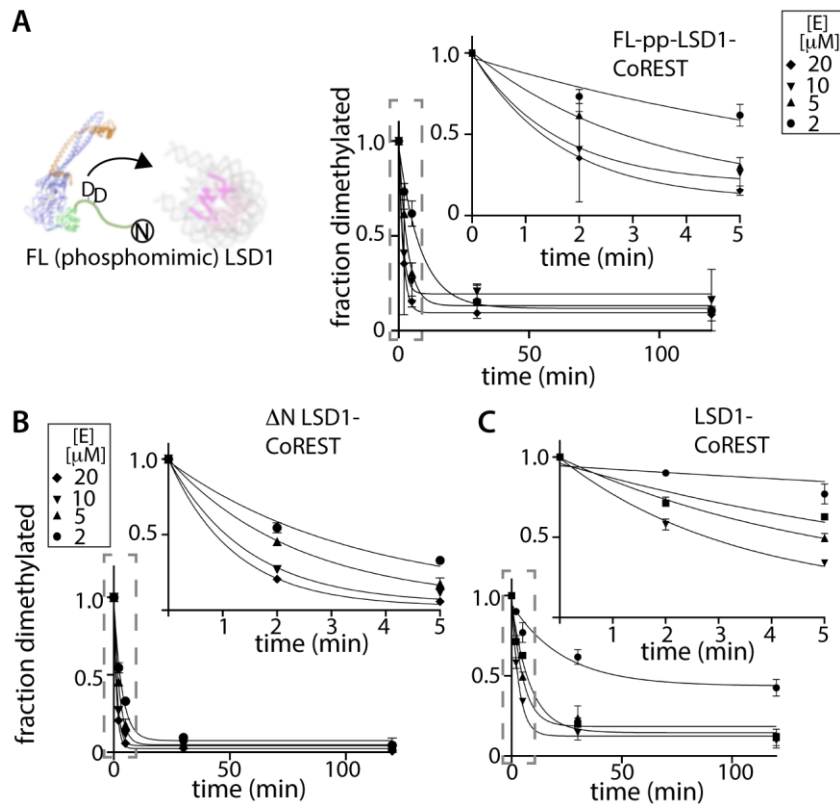 A
FL-pp-LSD1-
CoREST
[E]
[μM]
20
10
5
2
D
D
N
FL (phosphomimic) LSD1
fraction dimethylated
1.0
0.5
0
0
1
2
3
4
5
time (min)
1.0
0.5
0
0
50
100
time (min)
B
ΔN LSD1-
CoREST
[E]
[μM]
20
10
5
2
fraction dimethylated
1.0
0.5
1
2
3
4
5
time (min)
1.0
0.5
0
0
50
100
time (min)
C
LSD1-
CoREST
1.0
0.5
0
1
2
3
4
5
time (min)
1.0
0.5
0
0
50
100
time (min)